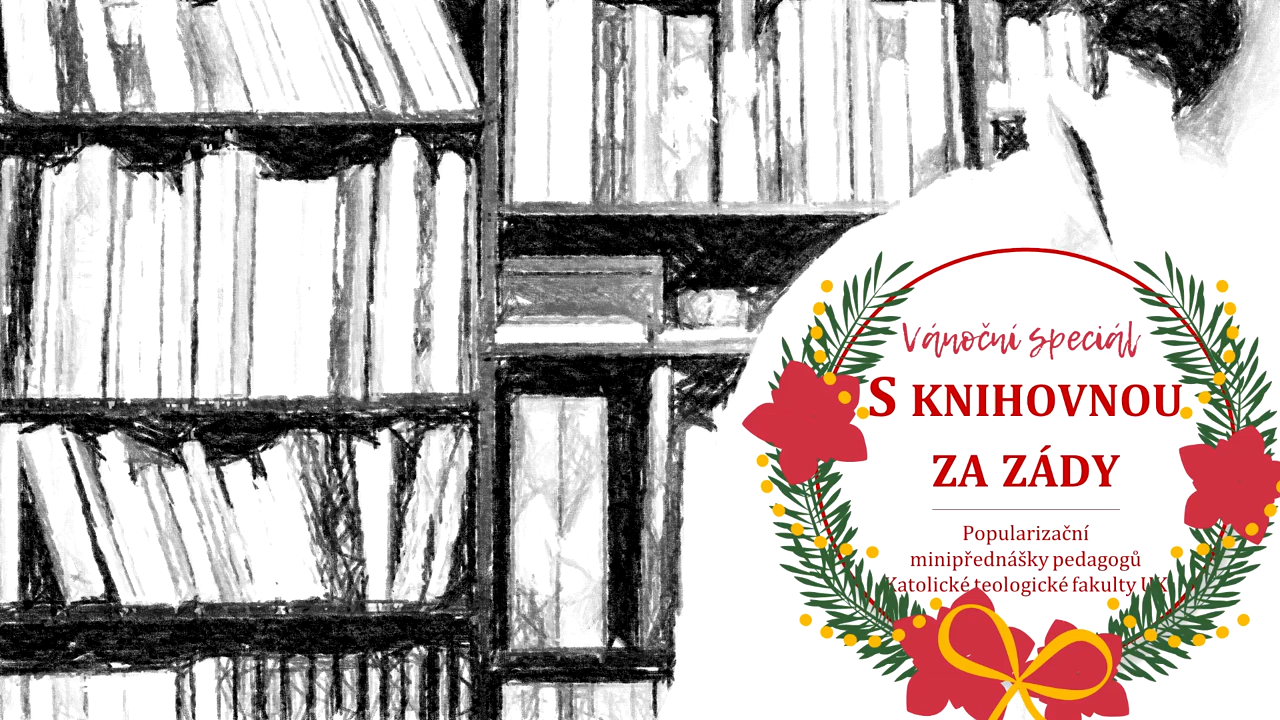 Vánoční speciál
S KNIHOVNOU
ZA ZÁDY
Popularizační
minipřednášky pedagogů
Katolické teologické fakulty UK